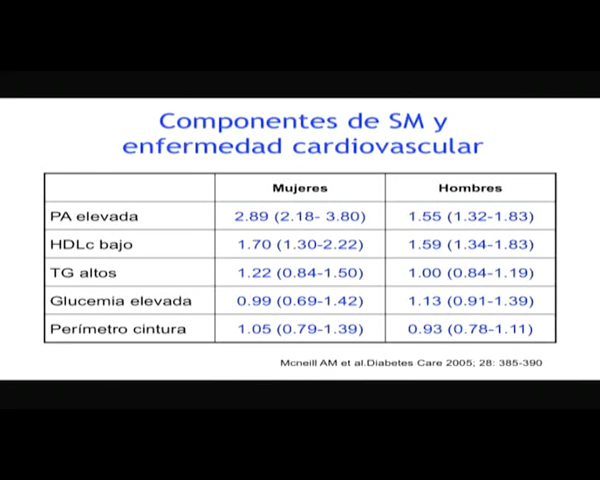 Componentes de SM y
enfermedad cardiovascular
Mujeres Hombres
PA elevada 2.89 (2.18- 3.80) 1.55 (1.32-1.83)
HDLc bajo 1.70 (1.30-2.22) 1.59 (1.34-1.83)
TG altos 1.22 (0.84-1.50) 1.00 (0.84-1.19)
Glucemia elevada 0.99 (0.69-1.42) 1.13 (0.91-1.39)
Perímetro cintura 1.05 (0.79-1.39) 0.93 (0.78-1.11)
Mcneill AM et al.Diabetes Care 2005; 28: 385-390